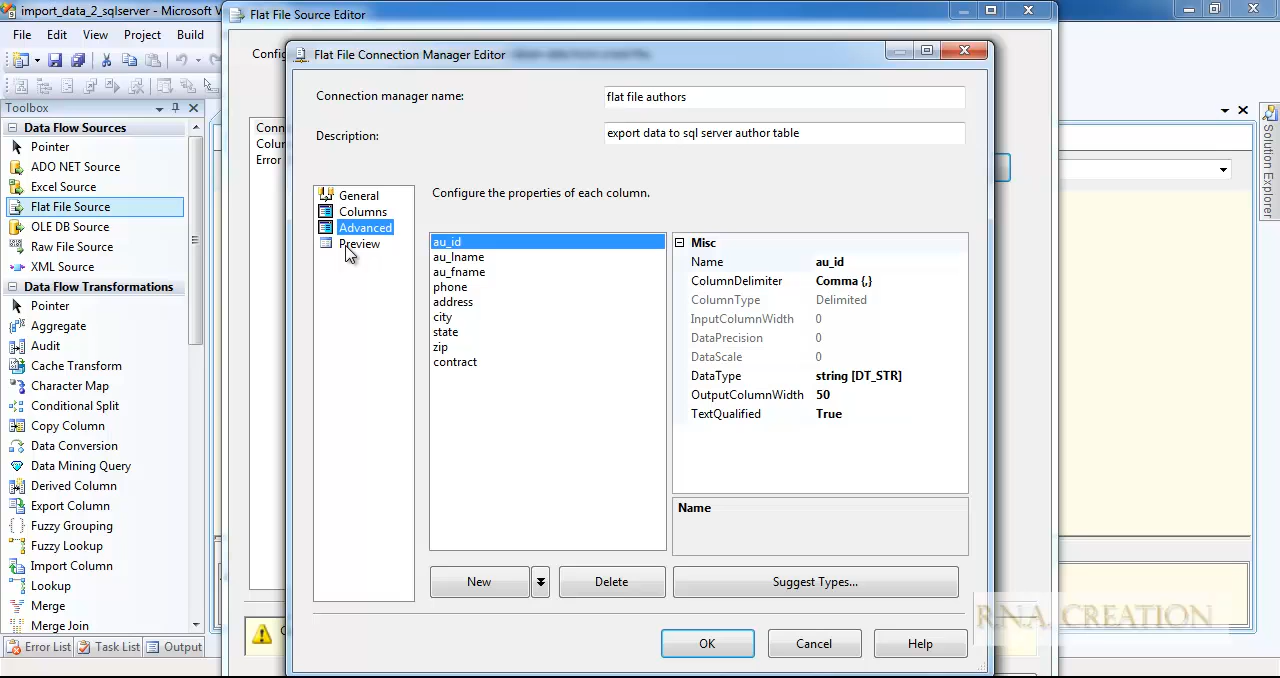 import_data_2_sqlserver - Microsoft V
Flat File Source Editor
File Edit View Project Build
Flat File Connection Manager Editor
Connection manager name:
flat file authors
Description:
export data to sql server author table
Toolbox
Data Flow Sources
Pointer
ADO NET Source
Excel Source
Flat File Source
OLE DB Source
Raw File Source
XML Source
Data Flow Transformations
Pointer
Aggregate
Audit
Cache Transform
Character Map
Conditional Split
Copy Column
Data Conversion
Data Mining Query
Derived Column
Export Column
Fuzzy Grouping
Fuzzy Lookup
Import Column
Lookup
Merge
Merge Join
Error List Task List Output
Config
Conn
Colur
Error
General
Columns
Advanced
Preview
Configure the properties of each column.
au_id
au_lname
au_fname
phone
address
city
state
zip
contract
Misc
Name au_id
ColumnDelimiter Comma {,}
ColumnType Delimited
InputColumnWidth 0
DataPrecision 0
DataScale 0
DataType string [DT_STR]
OutputColumnWidth 50
TextQualified True
Name
New
Delete
Suggest Types...
OK
Cancel
Help
Solution Explorer
R.N.A. CREATION